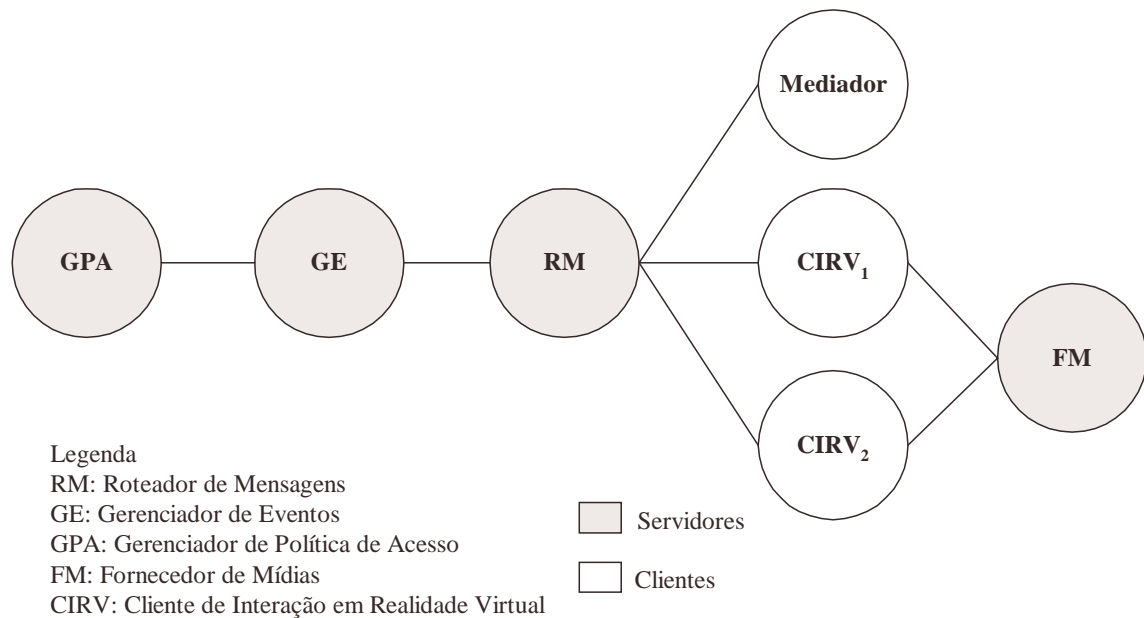 Mediador
GPA
GE
RM
CIRV1
FM
CIRV2
Legenda
RM: Roteador de Mensagens
GE: Gerenciador de Eventos
GPA: Gerenciador de Política de Acesso
FM: Fornecedor de Mídias
CIRV: Cliente de Interação em Realidade Virtual
Servidores
Clientes